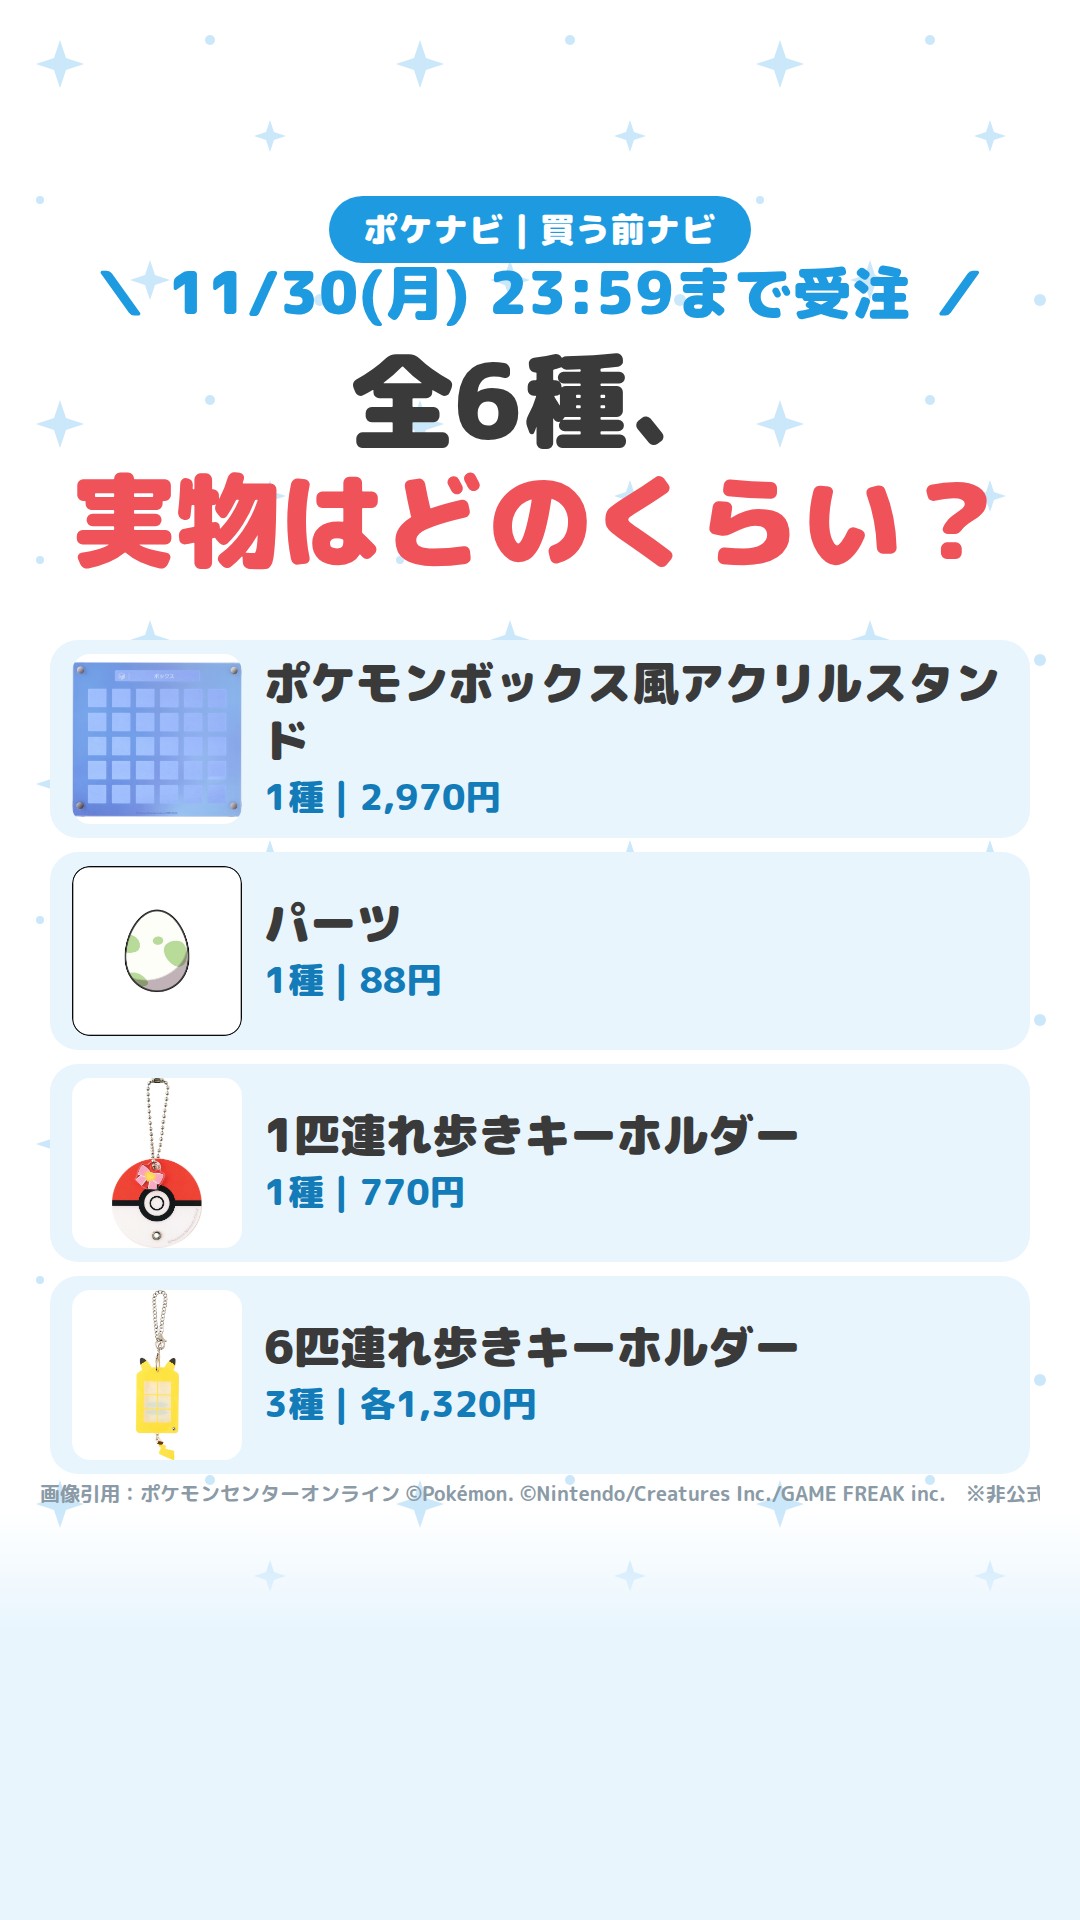 ポケナビ | 買う前ナビ
＼ 11/30(月) 23:59まで受注 ／
全6種、
実物はどのくらい？
ボックス
ポケモンボックス風アクリルスタン
ド
1種 | 2,970円
パーツ
1種 | 88円
1匹連れ歩きキーホルダー
1種 | 770円
6匹連れ歩きキーホルダー
3種 | 各1,320円
画像引用：ポケモンセンターオンライン ©Pokémon. ©Nintendo/Creatures Inc./GAME FREAK inc.　※非公式